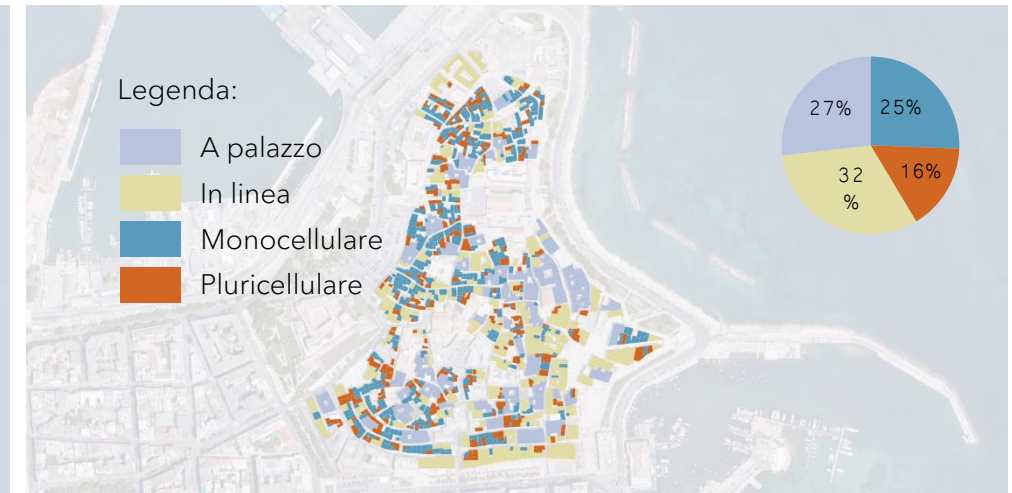 Legenda:
A palazzo
In linea
Monocellulare
Pluricellulare
27%
25%
16%
32
%